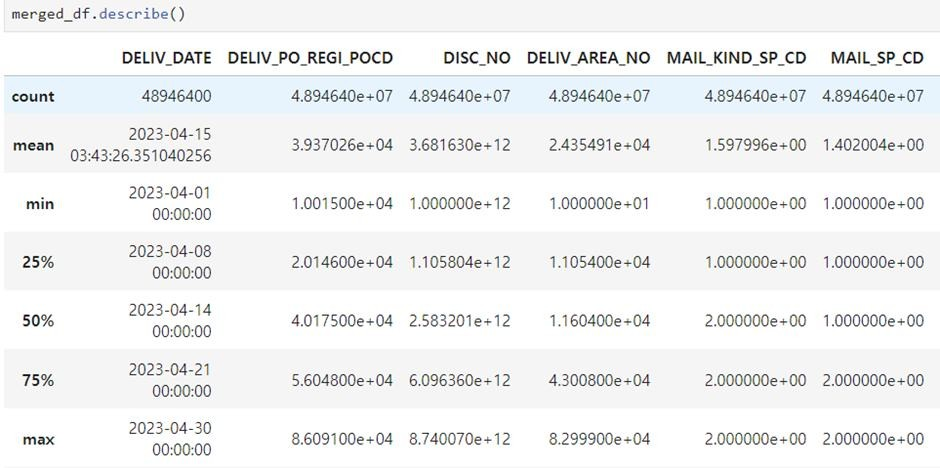 merged_df.describe()
DELIV_DATE DELIV_PO_REGI_POCD DISC_NO DELIV_AREA_NO MAIL_KIND_SP_CD MAIL_SP_CD
count 48946400 4.894640e+07 4.894640e+07 4.894640e+07 4.894640e+07 4.894640e+07
mean 2023-04-15 03:43:26.351040256 3.937026e+04 3.681630e+12 2.435491e+04 1.597996e+00 1.402004e+00
min 2023-04-01 00:00:00 1.001500e+04 1.000000e+12 1.000000e+01 1.000000e+00 1.000000e+00
25% 2023-04-08 00:00:00 2.014600e+04 1.105804e+12 1.105400e+04 1.000000e+00 1.000000e+00
50% 2023-04-14 00:00:00 4.017500e+04 2.583201e+12 1.160400e+04 2.000000e+00 1.000000e+00
75% 2023-04-21 00:00:00 5.604800e+04 6.096360e+12 4.300800e+04 2.000000e+00 2.000000e+00
max 2023-04-30 00:00:00 8.609100e+04 8.740070e+12 8.299900e+04 2.000000e+00 2.000000e+00